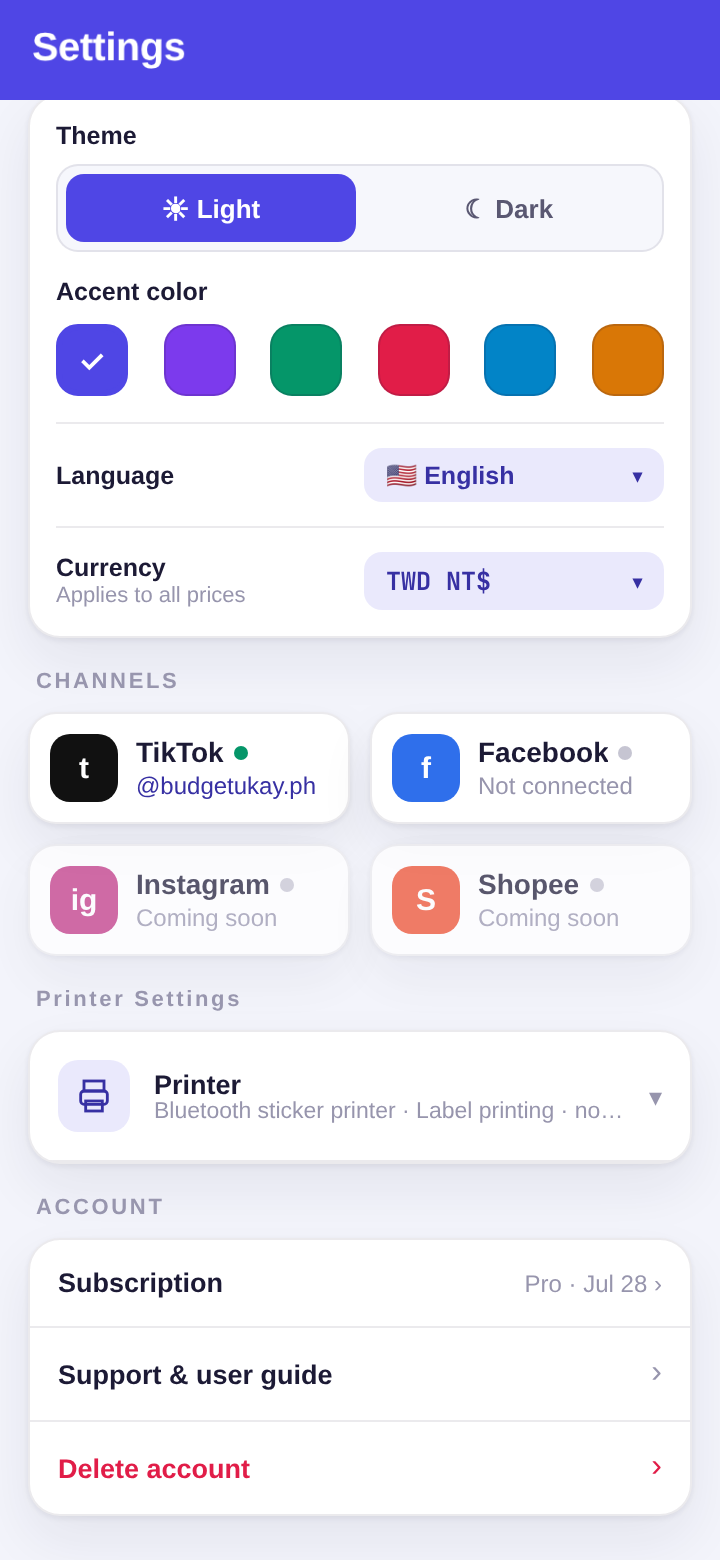 Settings
Theme
☀ Light
☾ Dark
Accent color
Language
🇺🇸 English ▾
Currency
Applies to all prices
TWD NT$ ▾
CHANNELS
t
TikTok
@budgetukay.ph
f
Facebook
Not connected
ig
Instagram
Coming soon
S
Shopee
Coming soon
Printer Settings
Printer
Bluetooth sticker printer · Label printing · no…
▾
ACCOUNT
Subscription
Pro · Jul 28 ›
Support & user guide ›
Delete account ›